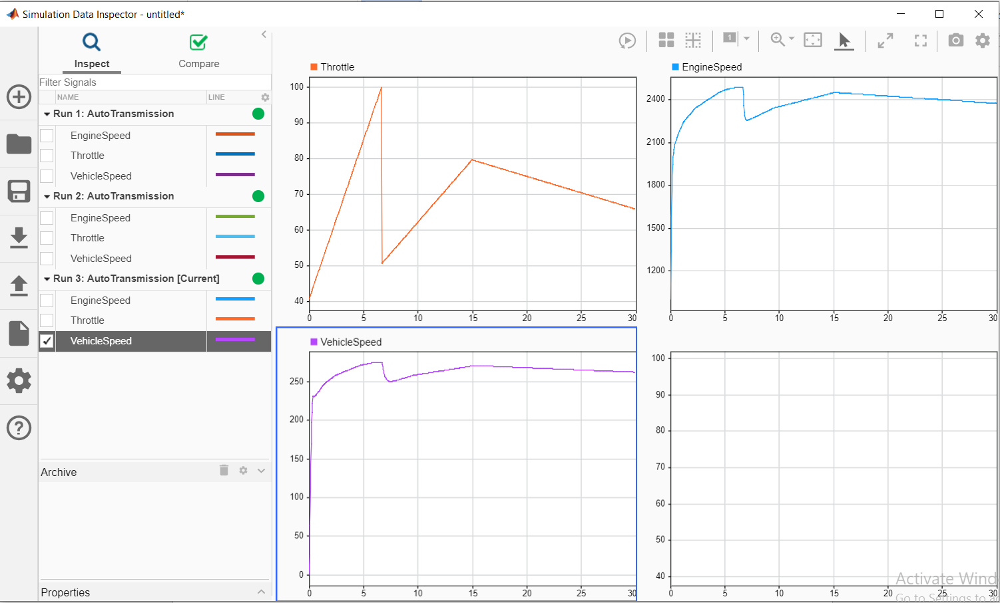 Simulation Data Inspector - untitled*
Inspect
Compare
Filter Signals
NAME
LINE
Run 1: AutoTransmission
EngineSpeed
Throttle
VehicleSpeed
Run 2: AutoTransmission
EngineSpeed
Throttle
VehicleSpeed
Run 3: AutoTransmission [Current]
EngineSpeed
Throttle
VehicleSpeed
Archive
Properties
1
Throttle
100
90
80
70
60
50
40
0 5 10 15 20 25 30
EngineSpeed
2400
2100
1800
1500
1200
0 5 10 15 20 25 30
VehicleSpeed
250
200
150
100
50
0
0 5 10 15 20 25 30
100
90
80
70
60
50
40
0 5 10 15 20 25 30
Activate Wind
Go to Settings to a